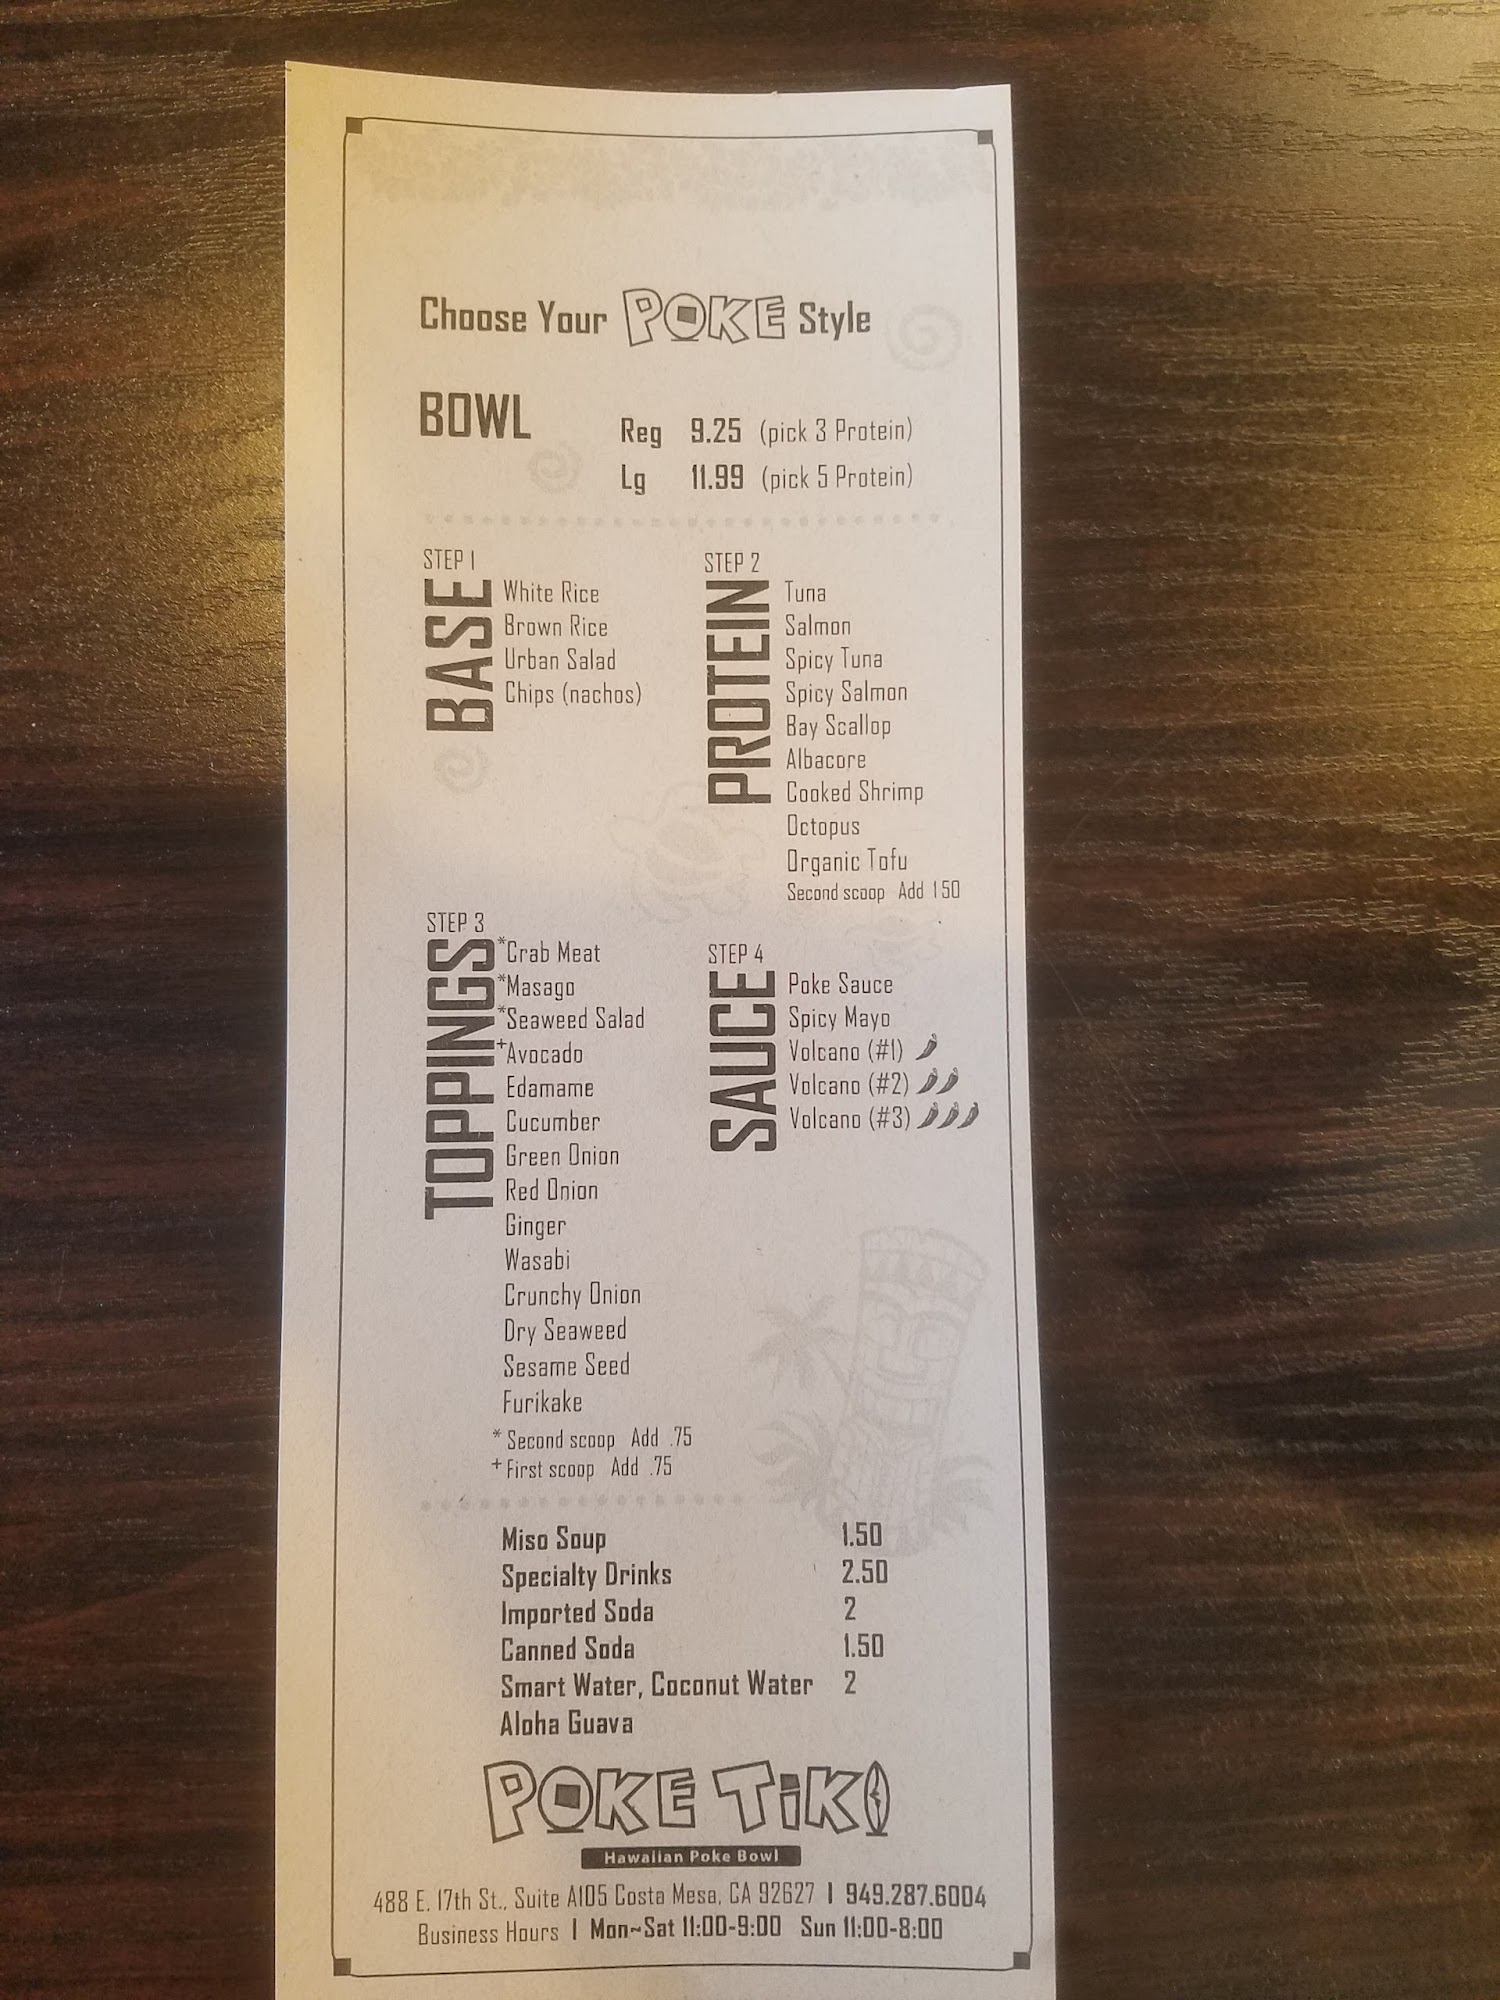 Choose Your POKE Style
BOWL
Reg 9.25 (pick 3 Protein)
Lg 11.99 (pick 5 Protein)
STEP 1
BASE
White Rice
Brown Rice
Urban Salad
Chips (nachos)
STEP 2
PROTEIN
Tuna
Salmon
Spicy Tuna
Spicy Salmon
Bay Scallop
Albacore
Cooked Shrimp
Octopus
Organic Tofu
Second scoop Add 1.50
STEP 3
TOPPINGS
*Crab Meat
*Masago
*Seaweed Salad
+Avocado
Edamame
Cucumber
Green Onion
Red Onion
Ginger
Wasabi
Crunchy Onion
Dry Seaweed
Sesame Seed
Furikake
* Second scoop Add .75
+ First scoop Add .75
STEP 4
SAUCE
Poke Sauce
Spicy Mayo
Volcano (#1)
Volcano (#2)
Volcano (#3)
Miso Soup 1.50
Specialty Drinks 2.50
Imported Soda 2
Canned Soda 1.50
Smart Water, Coconut Water 2
Aloha Guava
POKE TIKI
Hawaiian Poke Bowl
488 E. 17th St., Suite A105 Costa Mesa, CA 92627 | 949.287.6004
Business Hours | Mon~Sat 11:00-9:00 Sun 11:00-8:00